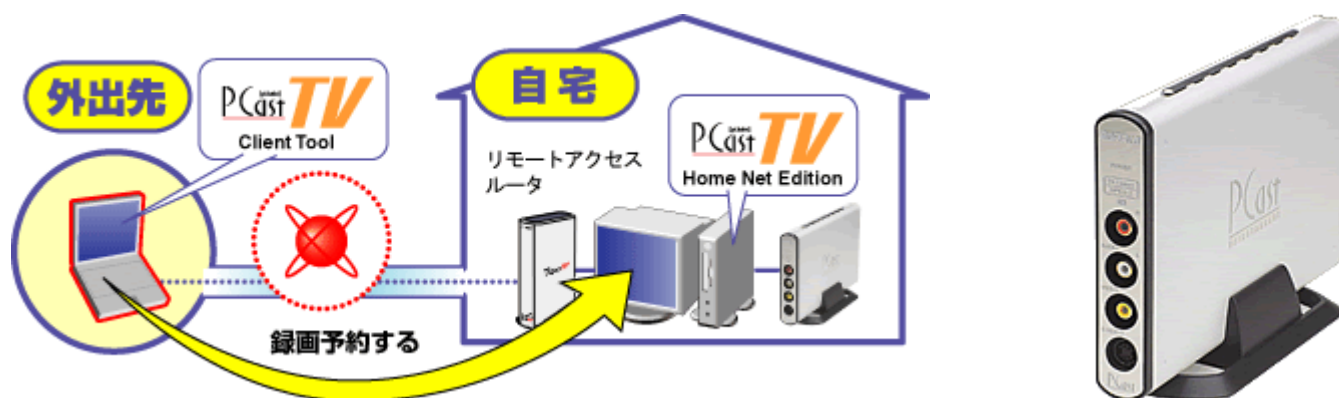 外出先
PCast TV
Client Tool
自宅
PCast TV
Home Net Edition
リモートアクセス
ルータ
録画予約する
PCast
PCast